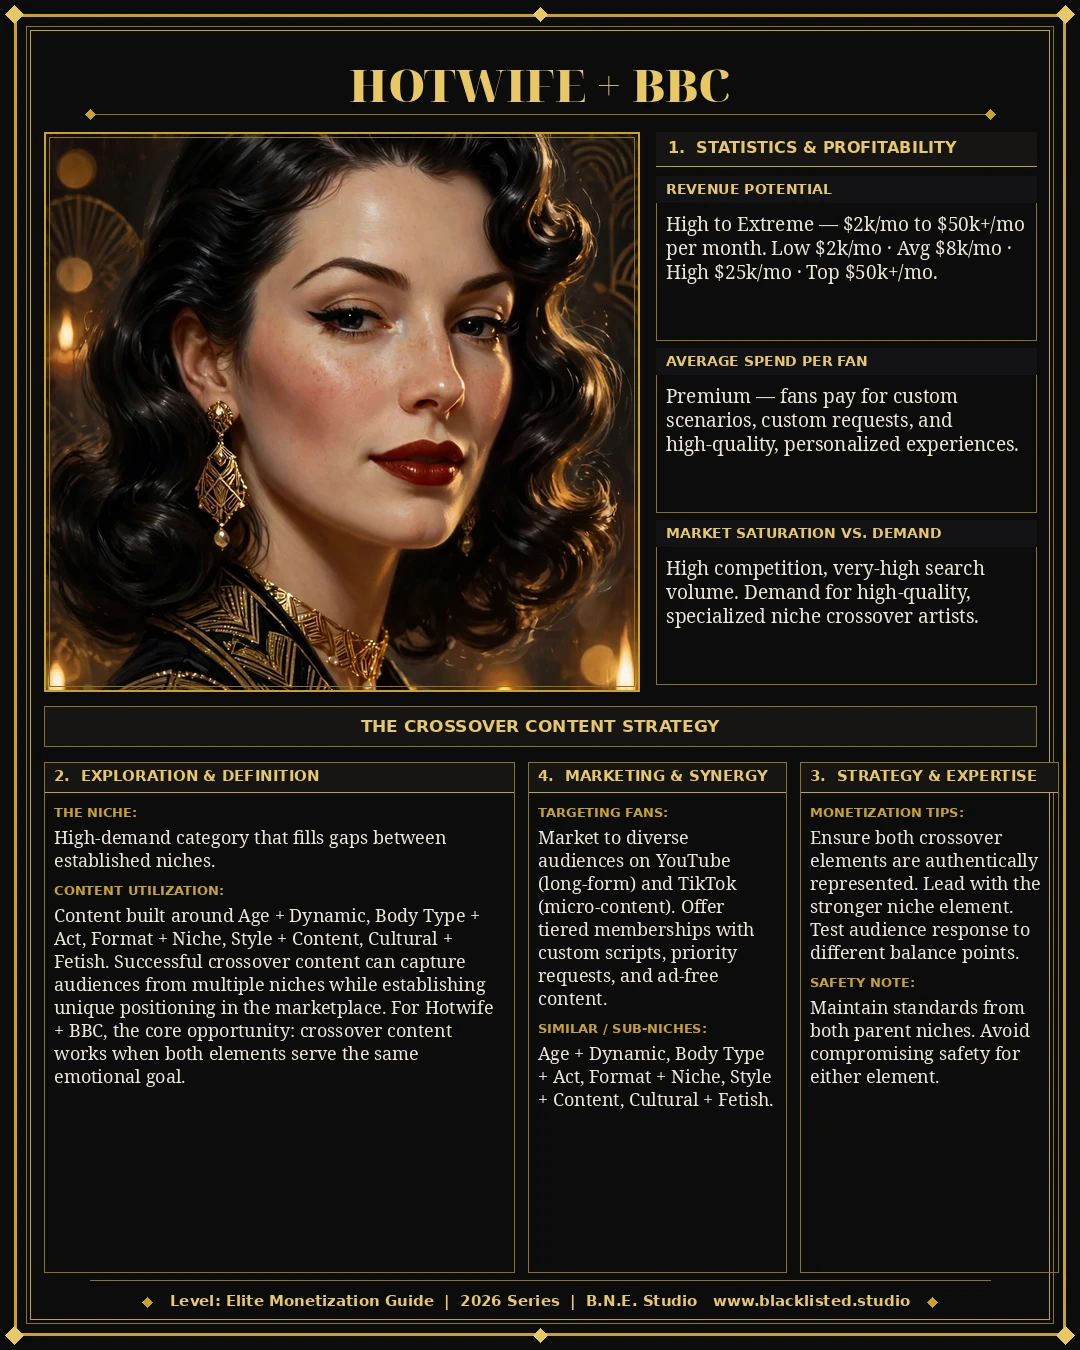 HOTWIFE + BBC
1. STATISTICS & PROFITABILITY
REVENUE POTENTIAL
High to Extreme — $2k/mo to $50k+/mo
per month. Low $2k/mo · Avg $8k/mo ·
High $25k/mo · Top $50k+/mo.
AVERAGE SPEND PER FAN
Premium — fans pay for custom
scenarios, custom requests, and
high-quality, personalized experiences.
MARKET SATURATION VS. DEMAND
High competition, very-high search
volume. Demand for high-quality,
specialized niche crossover artists.
THE CROSSOVER CONTENT STRATEGY
2. EXPLORATION & DEFINITION
THE NICHE:
High-demand category that fills gaps between
established niches.
CONTENT UTILIZATION:
Content built around Age + Dynamic, Body Type +
Act, Format + Niche, Style + Content, Cultural +
Fetish. Successful crossover content can capture
audiences from multiple niches while establishing
unique positioning in the marketplace. For Hotwife
+ BBC, the core opportunity: crossover content
works when both elements serve the same
emotional goal.
4. MARKETING & SYNERGY
TARGETING FANS:
Market to diverse
audiences on YouTube
(long-form) and TikTok
(micro-content). Offer
tiered memberships with
custom scripts, priority
requests, and ad-free
content.
SIMILAR / SUB-NICHES:
Age + Dynamic, Body Type
+ Act, Format + Niche, Style
+ Content, Cultural + Fetish.
3. STRATEGY & EXPERTISE
MONETIZATION TIPS:
Ensure both crossover
elements are authentically
represented. Lead with the
stronger niche element.
Test audience response to
different balance points.
SAFETY NOTE:
Maintain standards from
both parent niches. Avoid
compromising safety for
either element.
Level: Elite Monetization Guide | 2026 Series | B.N.E. Studio www.blacklisted.studio